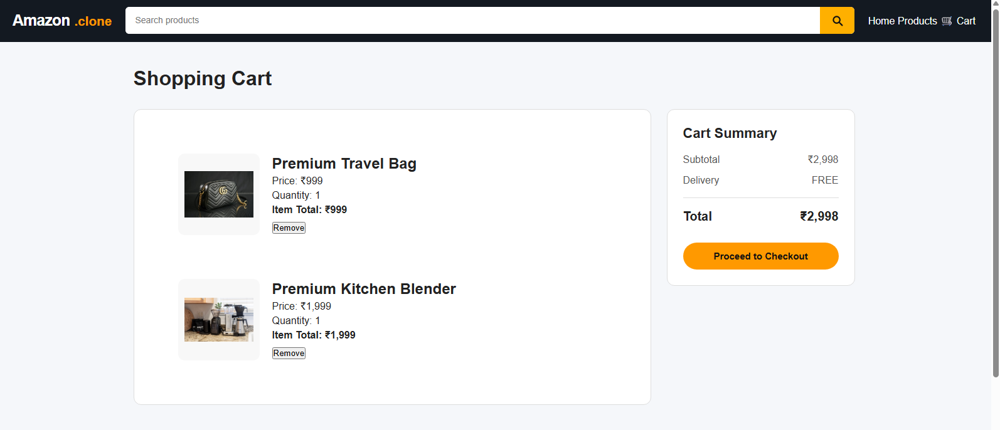 Amazon .clone
Search products
Home Products 🛒 Cart
Shopping Cart
Premium Travel Bag
Price: ₹999
Quantity: 1
Item Total: ₹999
Remove
Premium Kitchen Blender
Price: ₹1,999
Quantity: 1
Item Total: ₹1,999
Remove
Cart Summary
Subtotal ₹2,998
Delivery FREE
Total ₹2,998
Proceed to Checkout